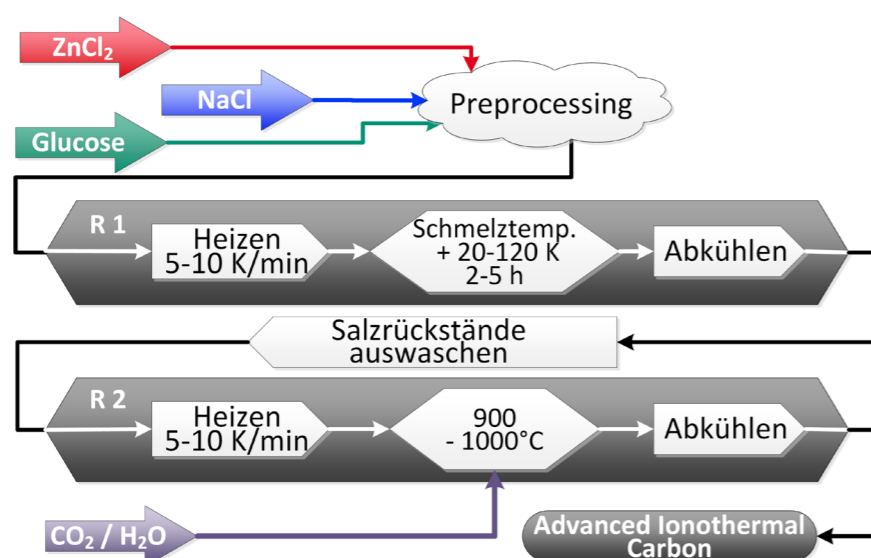 ZnCl₂
NaCl
Preprocessing
Glucose
R 1
Heizen
5-10 K/min
Schmelztemp.
+ 20-120 K
2-5 h
Abkühlen
Salzrückstände
auswaschen
R 2
Heizen
5-10 K/min
900
- 1000°C
Abkühlen
CO₂ / H₂O
Advanced Ionothermal
Carbon